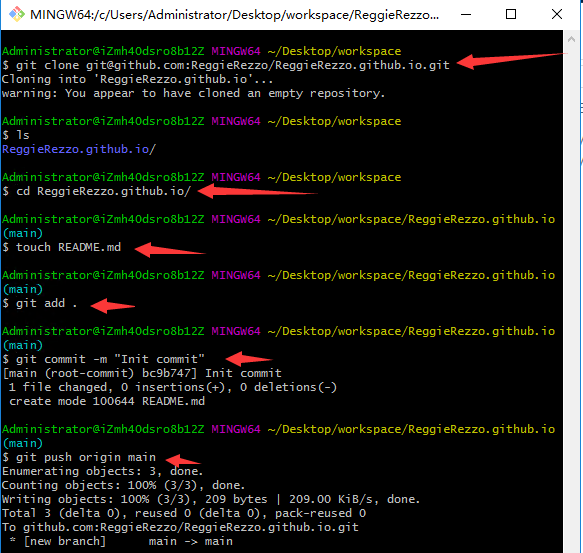 MINGW64:/c/Users/Administrator/Desktop/workspace/ReggieRezzo...
Administrator@iZmh40dsro8b12Z MINGW64 ~/Desktop/workspace
$ git clone git@github.com:ReggieRezzo/ReggieRezzo.github.io.git
Cloning into 'ReggieRezzo.github.io'...
warning: You appear to have cloned an empty repository.
Administrator@iZmh40dsro8b12Z MINGW64 ~/Desktop/workspace
$ ls
ReggieRezzo.github.io/
Administrator@iZmh40dsro8b12Z MINGW64 ~/Desktop/workspace
$ cd ReggieRezzo.github.io/
Administrator@iZmh40dsro8b12Z MINGW64 ~/Desktop/workspace/ReggieRezzo.github.io
(main)
$ touch README.md
Administrator@iZmh40dsro8b12Z MINGW64 ~/Desktop/workspace/ReggieRezzo.github.io
(main)
$ git add .
Administrator@iZmh40dsro8b12Z MINGW64 ~/Desktop/workspace/ReggieRezzo.github.io
(main)
$ git commit -m "Init commit"
[main (root-commit) bc9b747] Init commit
1 file changed, 0 insertions(+), 0 deletions(-)
create mode 100644 README.md
Administrator@iZmh40dsro8b12Z MINGW64 ~/Desktop/workspace/ReggieRezzo.github.io
(main)
$ git push origin main
Enumerating objects: 3, done.
Counting objects: 100% (3/3), done.
Writing objects: 100% (3/3), 209 bytes | 209.00 KiB/s, done.
Total 3 (delta 0), reused 0 (delta 0), pack-reused 0
To github.com:ReggieRezzo/ReggieRezzo.github.io.git
* [new branch]      main -> main